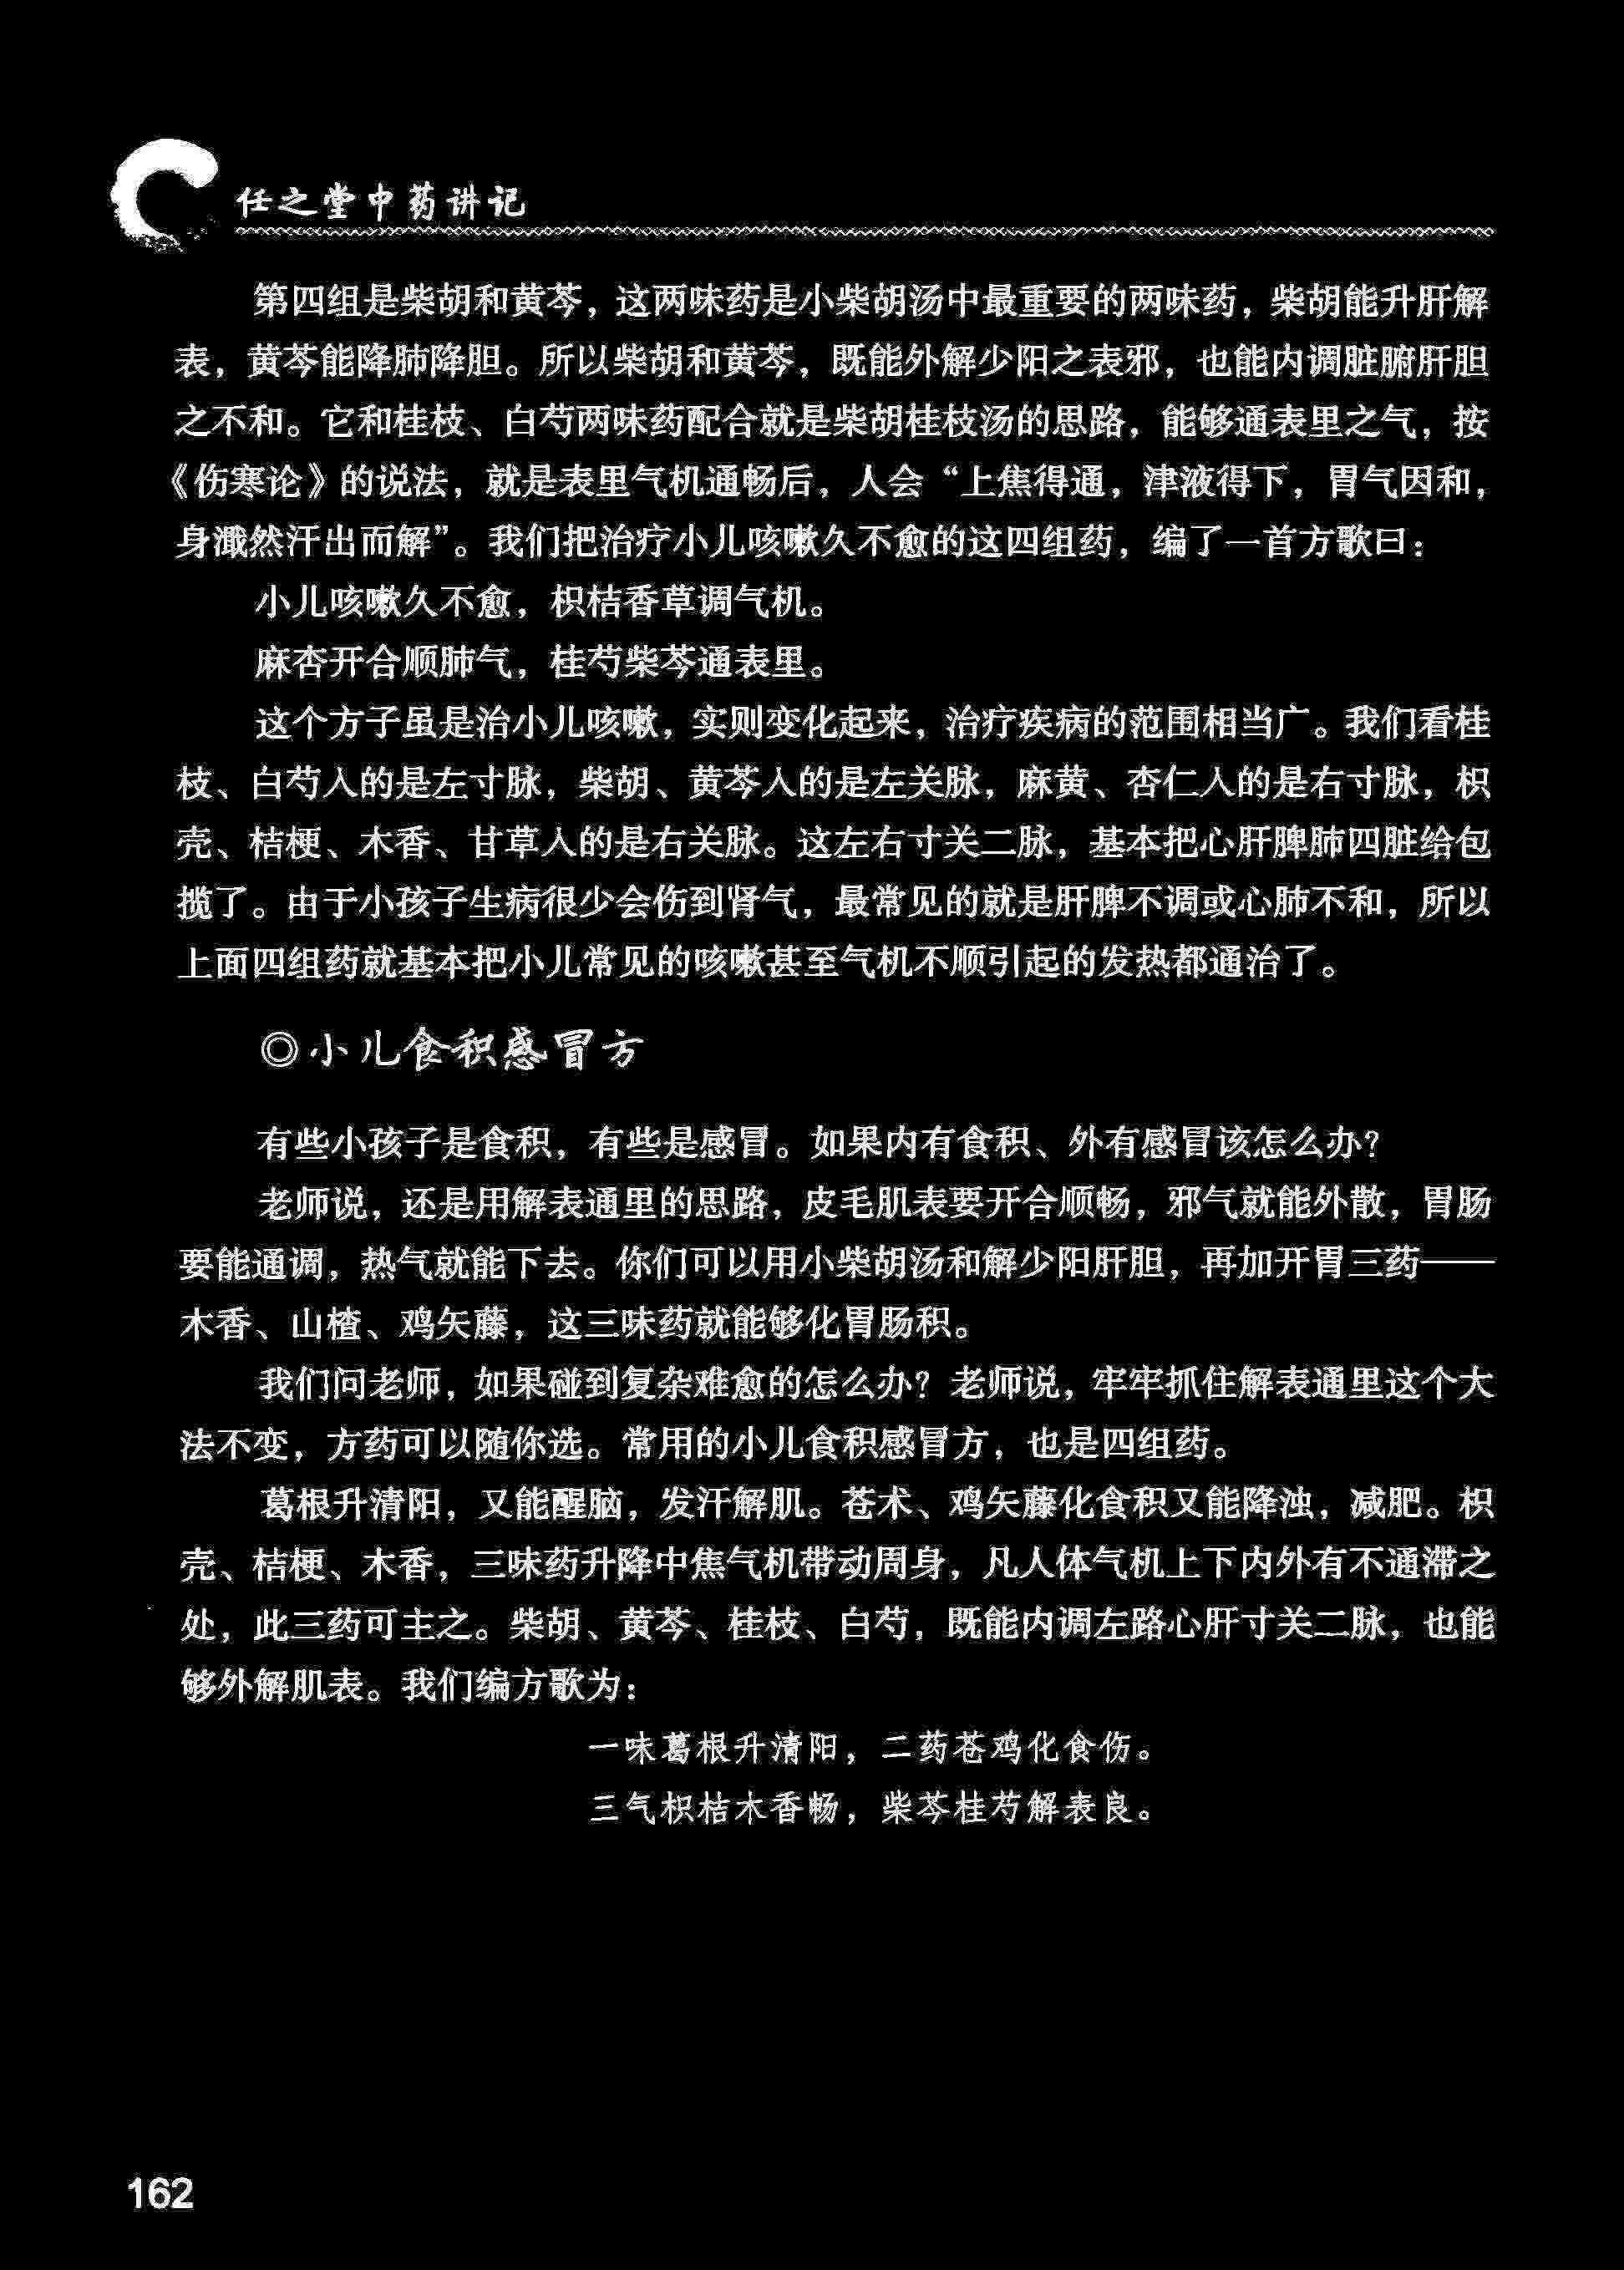 任之堂中药讲记
第四组是柴胡和黄芩，这两味药是小柴胡汤中最重要的两味药，柴胡能升肝解
表，黄芩能降肺降胆。所以柴胡和黄芩，既能外解少阳之表邪，也能内调脏腑肝胆
之不和。它和桂枝、白芍两味药配合就是柴胡桂枝汤的思路，能够通表里之气，按
《伤寒论》的说法，就是表里气机通畅后，人会“上焦得通，津液得下，胃气因和，
身濈然汗出而解”。我们把治疗小儿咳嗽久不愈的这四组药，编了一首方歌曰：
小儿咳嗽久不愈，枳桔香草调气机。
麻杏开合顺肺气，桂芍柴芩通表里。
这个方子虽是治小儿咳嗽，实则变化起来，治疗疾病的范围相当广。我们看桂
枝、白芍入的是左寸脉，柴胡、黄芩入的是左关脉，麻黄、杏仁入的是右寸脉，枳
壳、桔梗、木香、甘草入的是右关脉。这左右寸关二脉，基本把心肝脾肺四脏给包
揽了。由于小孩子生病很少会伤到肾气，最常见的就是肝脾不调或心肺不和，所以
上面四组药就基本把小儿常见的咳嗽甚至气机不顺引起的发热都通治了。
◎小儿食积感冒方
有些小孩子是食积，有些是感冒。如果内有食积、外有感冒该怎么办？
老师说，还是用解表通里的思路，皮毛肌表要开合顺畅，邪气就能外散，胃肠
要能通调，热气就能下去。你们可以用小柴胡汤和解少阳肝胆，再加开胃三药——
木香、山楂、鸡矢藤，这三味药就能够化胃肠积。
我们问老师，如果碰到复杂难愈的怎么办？老师说，牢牢抓住解表通里这个大
法不变，方药可以随你选。常用的小儿食积感冒方，也是四组药。
葛根升清阳，又能醒脑，发汗解肌。苍术、鸡矢藤化食积又能降浊，减肥。枳
壳、桔梗、木香，三味药升降中焦气机带动周身，凡人体气机上下内外有不通滞之
处，此三药可主之。柴胡、黄芩、桂枝、白芍，既能内调左路心肝寸关二脉，也能
够外解肌表。我们编方歌为：
一味葛根升清阳，二药苍鸡化食伤。
三气枳桔木香畅，柴芩桂芍解表良。
162